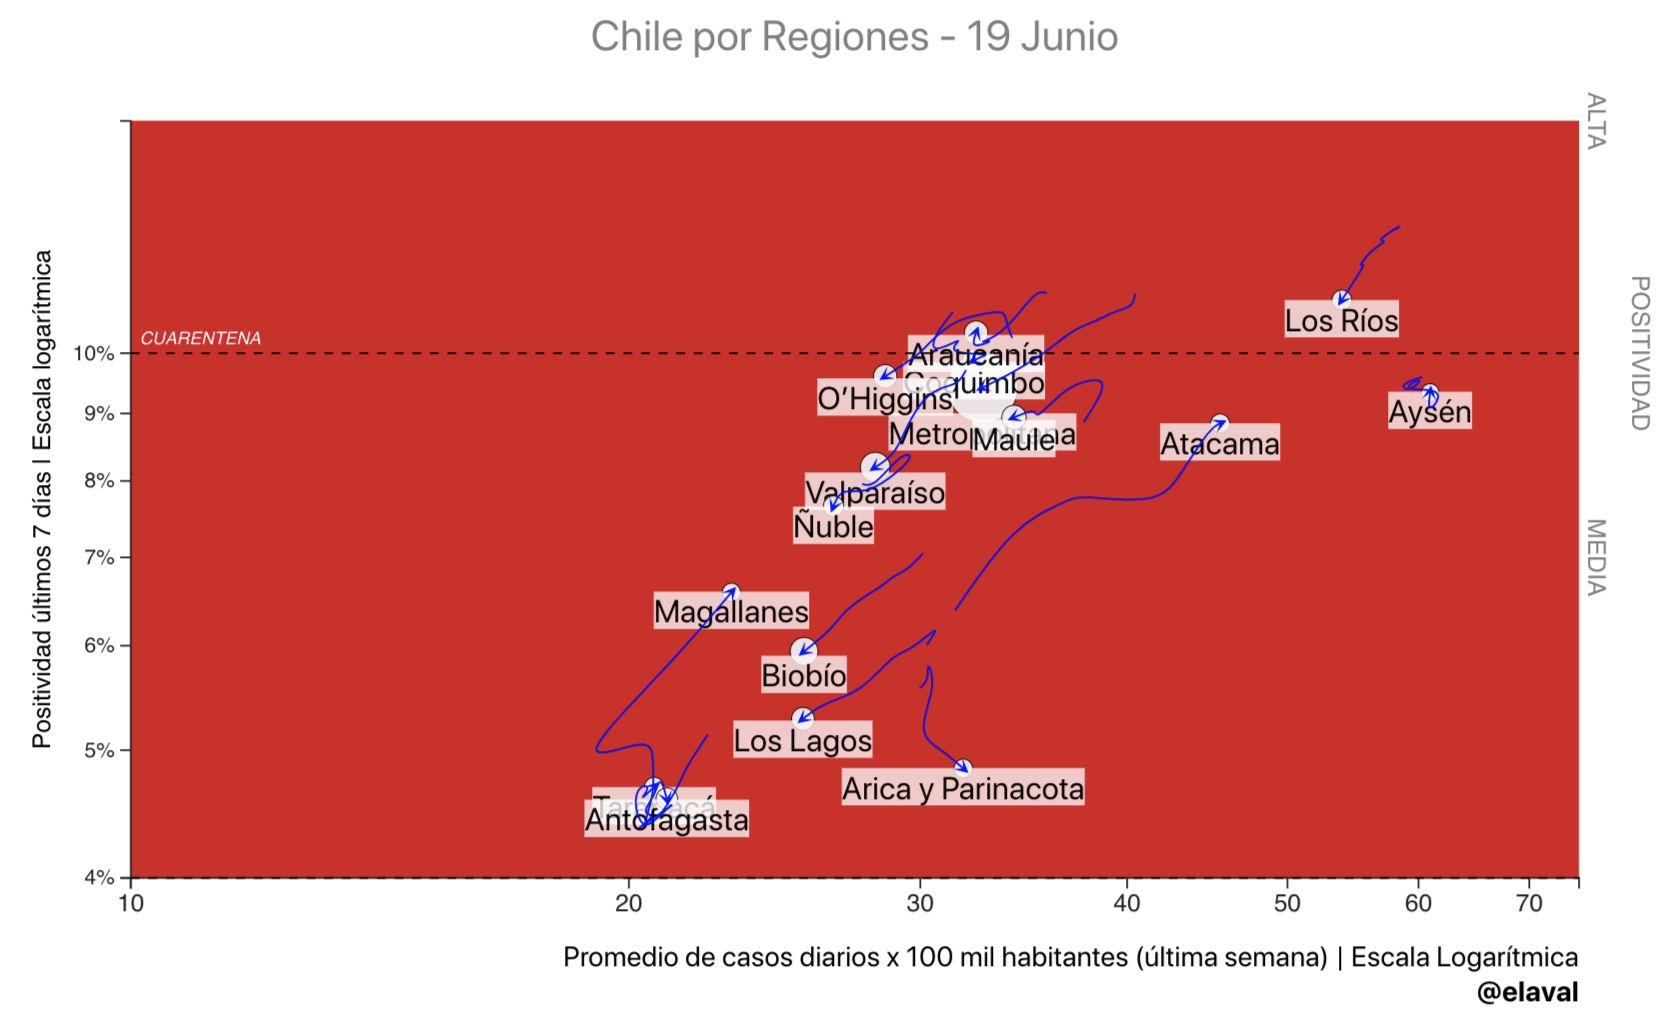 Chile por Regiones - 19 Junio
ALTA
POSITIVIDAD
MEDIA
Positividad últimos 7 días | Escala logarítmica
CUARENTENA
10%
9%
8%
7%
6%
5%
4%
Los Ríos
Araucanía
Coquimbo
O'Higgins
Aysén
Metropolitana
Maule
Atacama
Valparaíso
Ñuble
Magallanes
Biobío
Los Lagos
Arica y Parinacota
Tarapacá
Antofagasta
10
20
30
40
50
60
70
Promedio de casos diarios x 100 mil habitantes (última semana) | Escala Logarítmica
@elaval